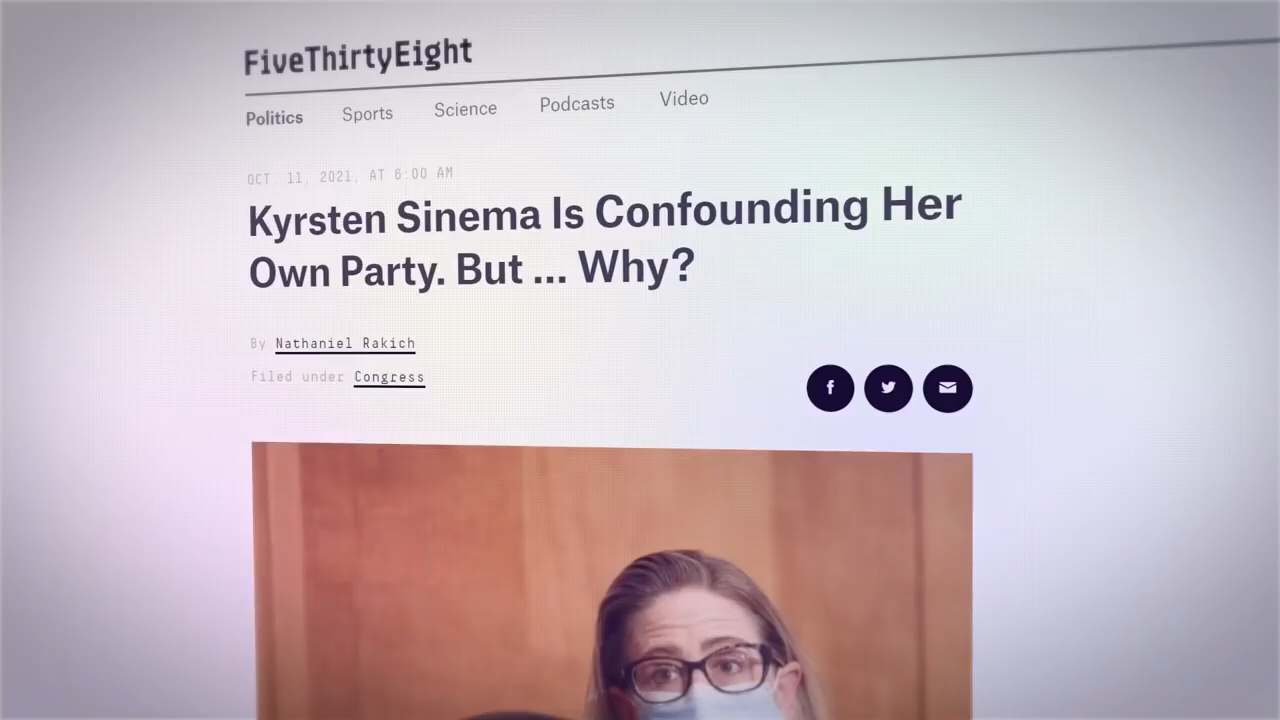 FiveThirtyEight
Politics Sports Science Podcasts Video
OCT. 11, 2021, AT 6:00 AM
Kyrsten Sinema Is Confounding Her
Own Party. But ... Why?
By Nathaniel Rakich
Filed under Congress